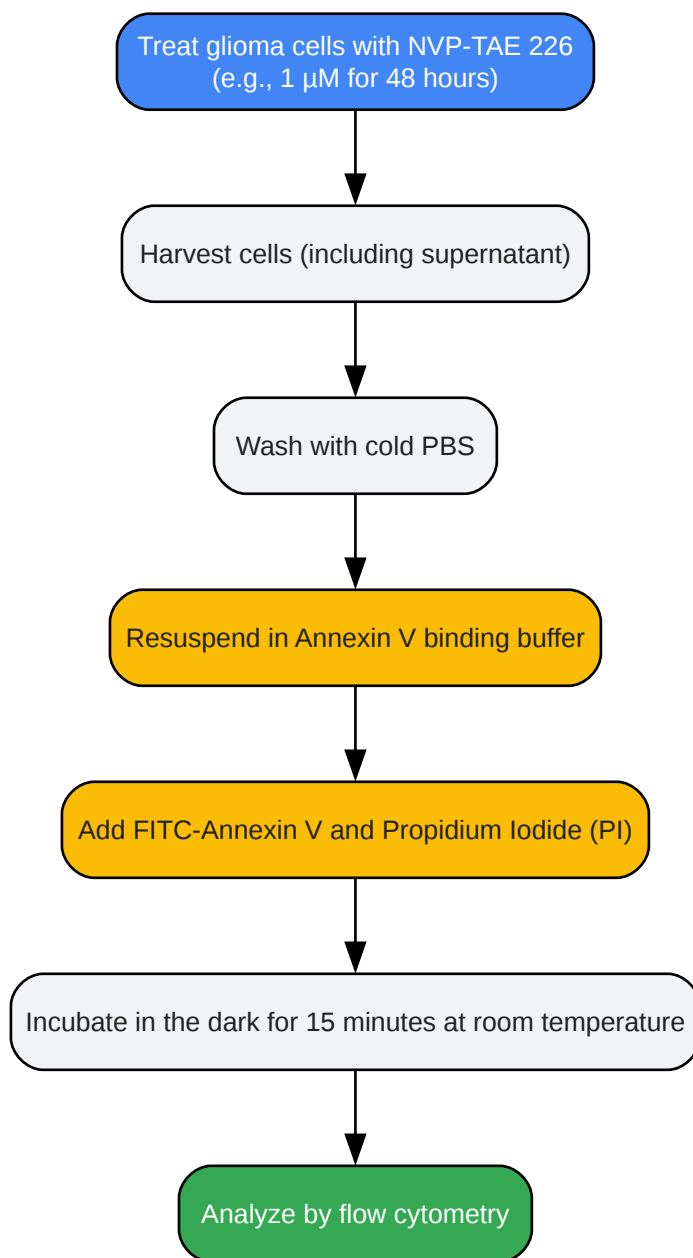 Treat glioma cells with NVP-TAE 226
(e.g., 1 µM for 48 hours)
Harvest cells (including supernatant)
Wash with cold PBS
Resuspend in Annexin V binding buffer
Add FITC-Annexin V and Propidium Iodide (PI)
Incubate in the dark for 15 minutes at room temperature
Analyze by flow cytometry